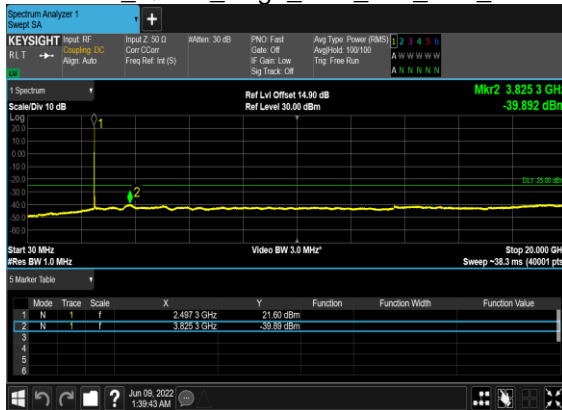 Spectrum Analyzer 1
Swept SA
+
KEYSIGHT Input: RF Input Z: 50 Ω #Atten: 30 dB PNO: Fast Avg Type: Power (RMS) 1 2 3 4 5 6
RLT Coupling: DC Corr CCorr Gate: Off Avg|Hold: 100/100 A W W W W W
Align: Auto Freq Ref: Int (S) IF Gain: Low Trig: Free Run
LXI Sig Track: Off A N N N N N
1 Spectrum Ref Lvl Offset 14.90 dB Mkr2 3.825 3 GHz
Scale/Div 10 dB Ref Level 30.00 dBm -39.892 dBm
Log
20.0
10.0
0.00
-10.0
-20.0
-30.0
-40.0
-50.0
-60.0
1
2
DL1 -25.00 dBm
Start 30 MHz Video BW 3.0 MHz* Stop 20.000 GHz
#Res BW 1.0 MHz Sweep ~38.3 ms (40001 pts)
5 Marker Table
Mode Trace Scale X Y Function Function Width Function Value
1 N 1 f 2.497 3 GHz 21.60 dBm
2 N 1 f 3.825 3 GHz -39.89 dBm
3
4
5
6
? Jun 09, 2022
1:39:43 AM